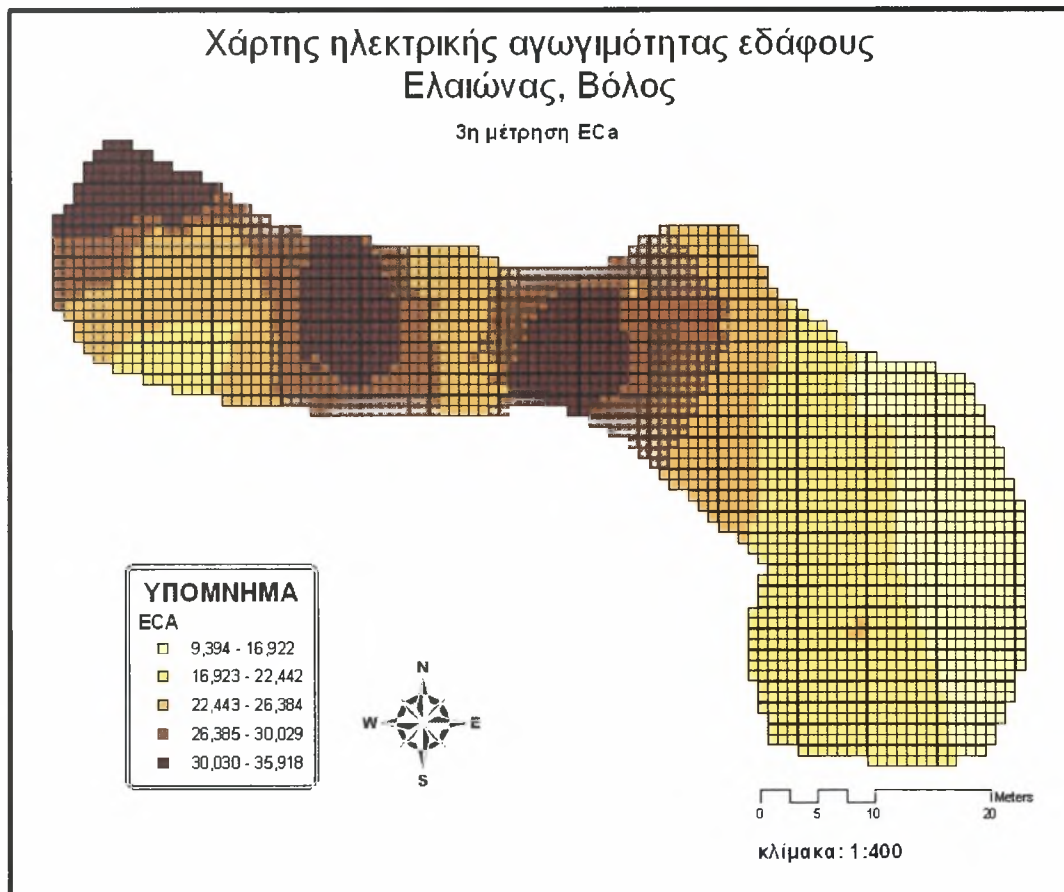 Χάρτης ηλεκτρικής αγωγιμότητας εδάφους
Ελαιώνας, Βόλος
3η μέτρηση ECa
ΥΠΟΜΝΗΜΑ
ECA
9,394 - 16,922
16,923 - 22,442
22,443 - 26,384
26,385 - 30,029
30,030 - 35,918
N
W E
S
Meters
0 5 10 20
κλίμακα: 1:400